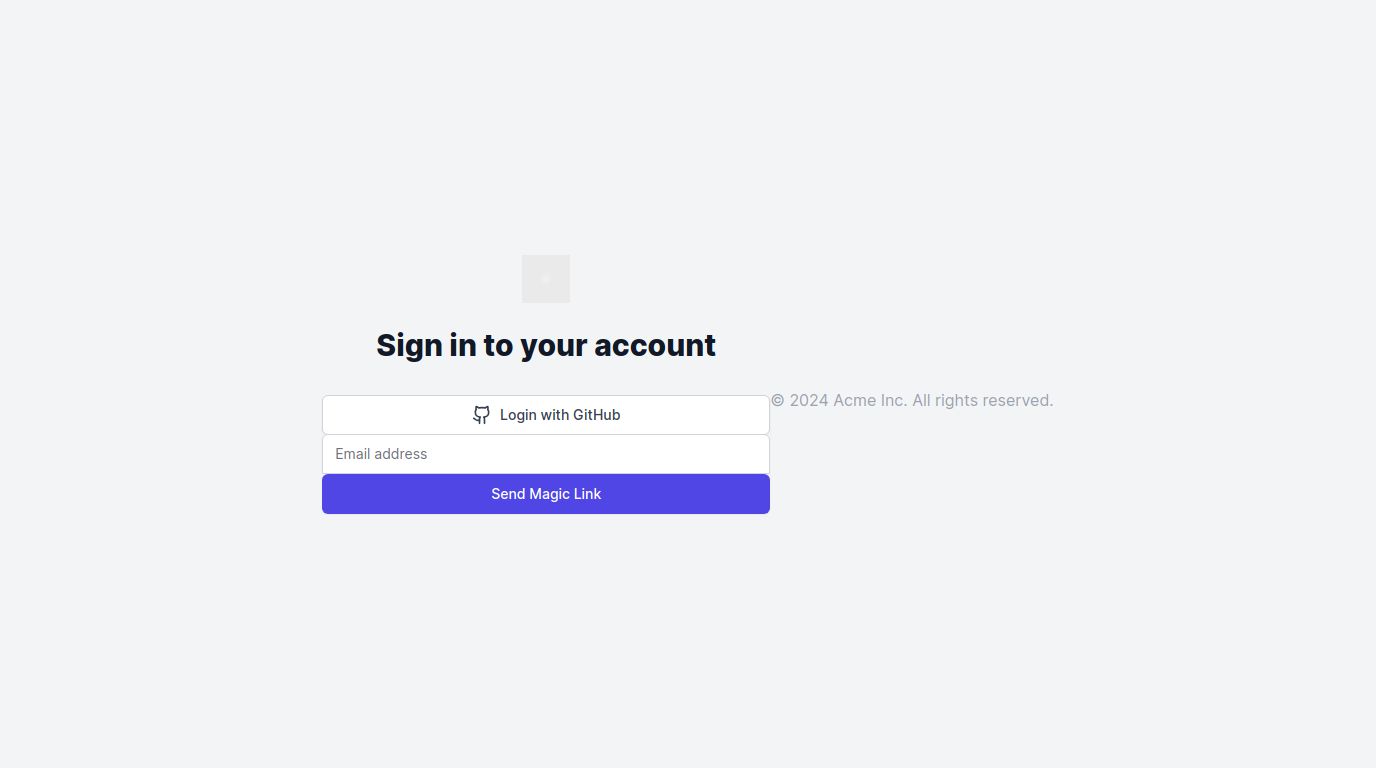 Sign in to your account
Login with GitHub
© 2024 Acme Inc. All rights reserved.
Email address
Send Magic Link